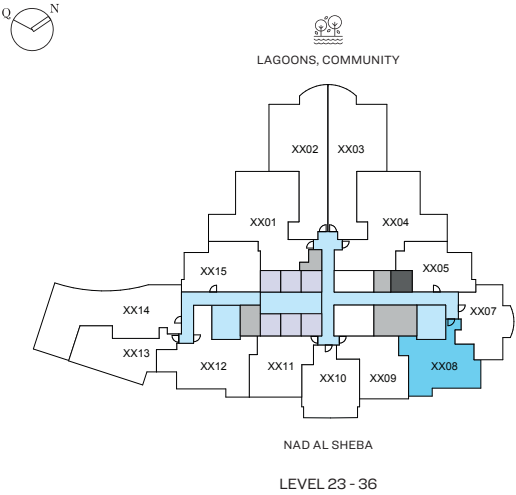 Q N
LAGOONS, COMMUNITY
XX02 XX03
XX01 XX04
XX15 XX05
XX14 XX07
XX13 XX12 XX11 XX10 XX09 XX08
NAD AL SHEBA
LEVEL 23 - 36